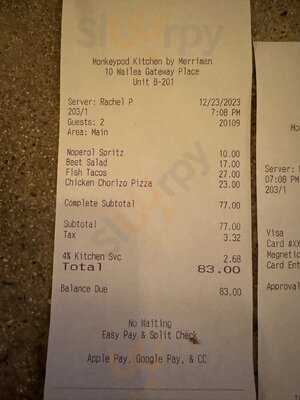 Monkeypod Kitchen by Merriman
10 Wailea Gateway Place
Unit B-201
Server: Rachel P 12/23/2023
203/1 7:08 PM
Guests: 2 20109
Area: Main
Noperol Spritz 10.00
Beet Salad 17.00
Fish Tacos 27.00
Chicken Chorizo Pizza 23.00
Complete Subtotal 77.00
Subtotal 77.00
Tax 3.32
4% Kitchen Svc 2.68
Total 83.00
Balance Due 83.00
No Waiting
Easy Pay & Split Check
Apple Pay, Google Pay, & CC
07:08 PM
203/1
Visa
Card #XX
Magnetic
Card Ent
Approval